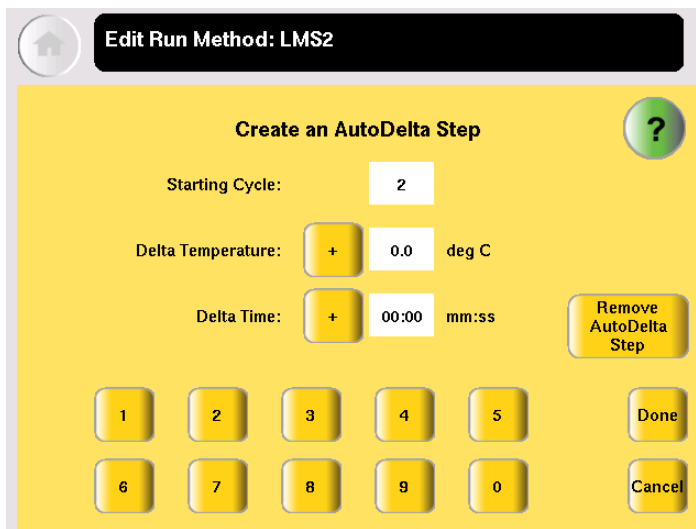 Edit Run Method: LMS2
Create an AutoDelta Step
?
Starting Cycle: 2
Delta Temperature: + 0.0 deg C
Delta Time: + 00:00 mm:ss
Remove
AutoDelta
Step
1 2 3 4 5 Done
6 7 8 9 0 Cancel